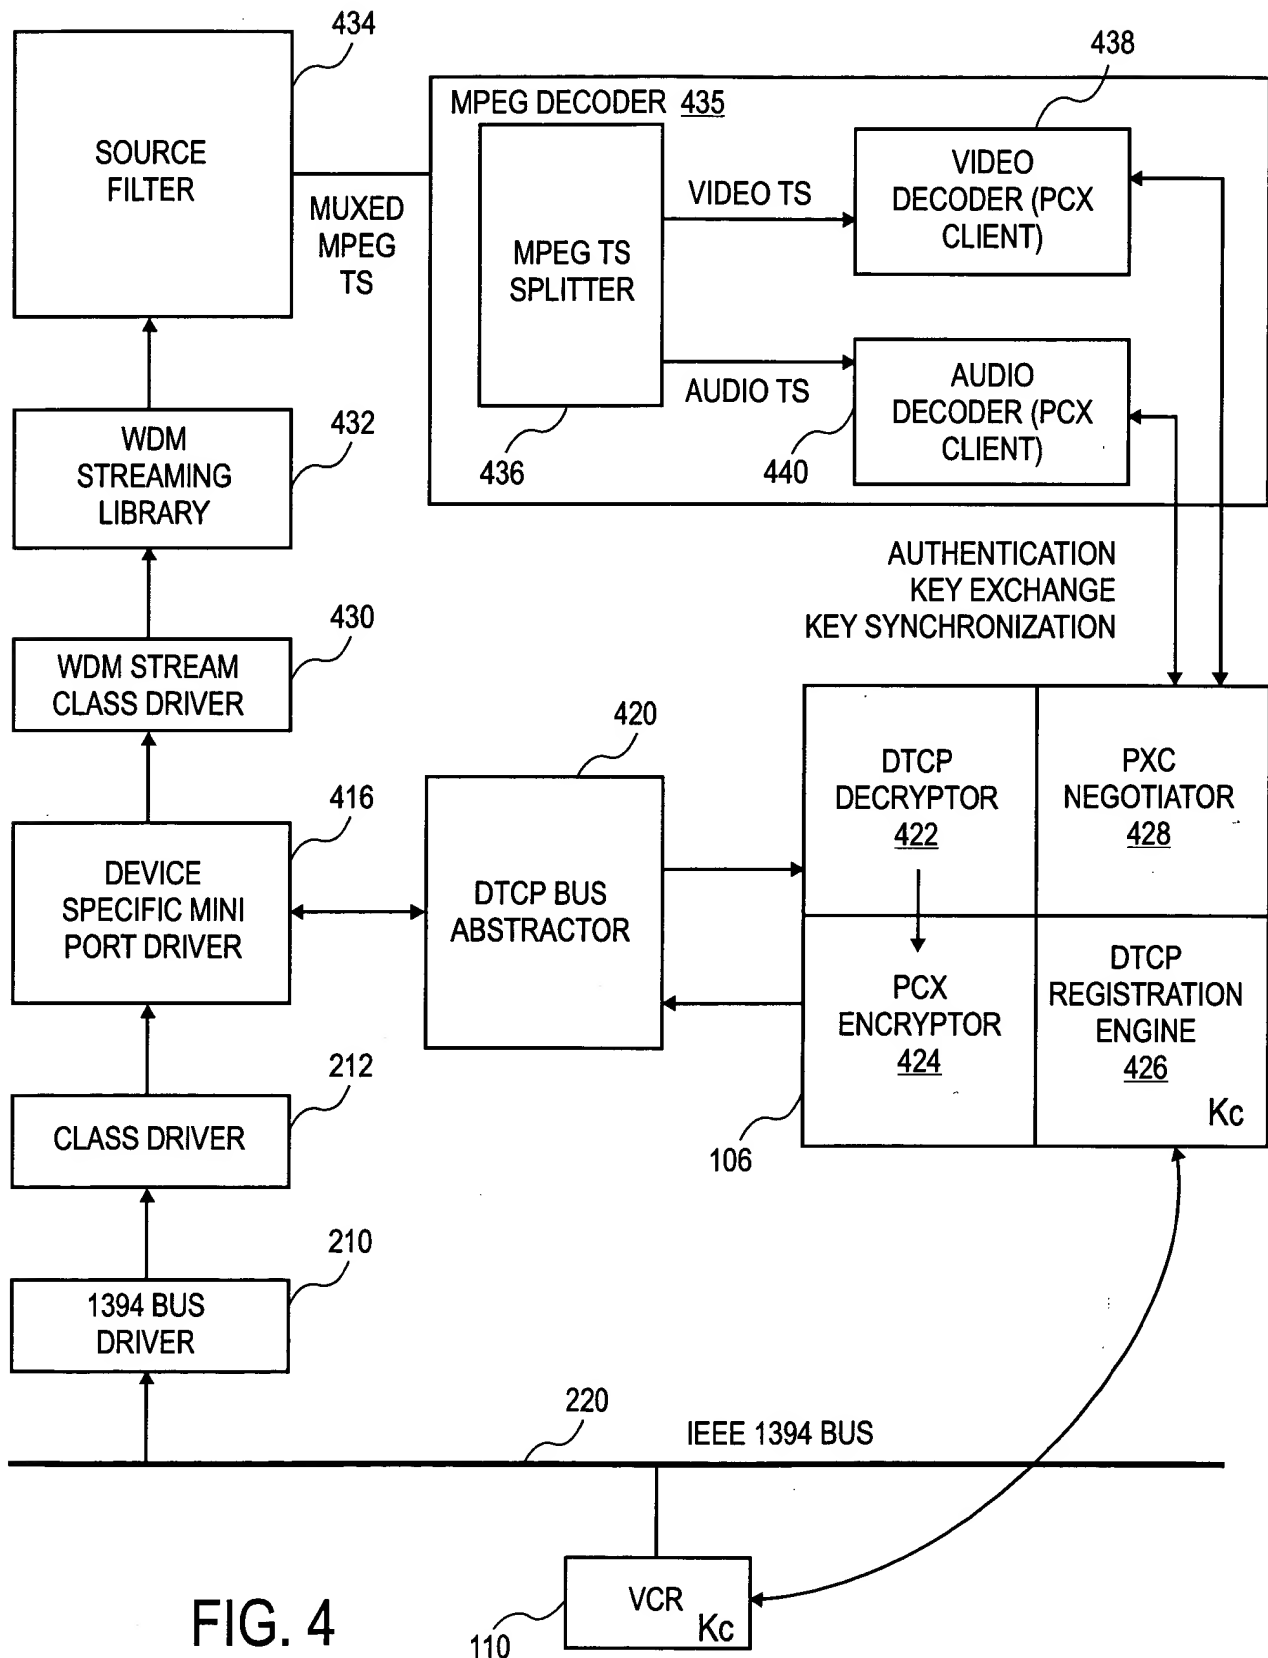 434
SOURCE
FILTER
MUXED
MPEG
TS
438
MPEG DECODER 435
MPEG TS
SPLITTER
436
VIDEO TS
VIDEO
DECODER (PCX
CLIENT)
AUDIO TS
440
AUDIO
DECODER (PCX
CLIENT)
WDM
STREAMING
LIBRARY
432
AUTHENTICATION
KEY EXCHANGE
KEY SYNCHRONIZATION
WDM STREAM
CLASS DRIVER
430
DEVICE
SPECIFIC MINI
PORT DRIVER
416
420
DTCP BUS
ABSTRACTOR
DTCP
DECRYPTOR
422
PXC
NEGOTIATOR
428
PCX
ENCRYPTOR
424
DTCP
REGISTRATION
ENGINE
426
Kc
106
CLASS DRIVER
212
1394 BUS
DRIVER
210
220
IEEE 1394 BUS
VCR
Kc
110
FIG. 4